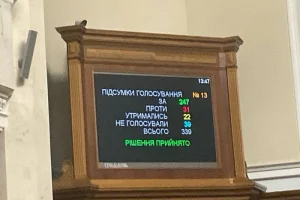 13:47
ПІДСУМКИ ГОЛОСУВАННЯ № 13
ЗА 247
ПРОТИ 31
УТРИМАЛИСЬ 22
НЕ ГОЛОСУВАЛИ 39
ВСЬОГО 339
РІШЕННЯ ПРИЙНЯТО